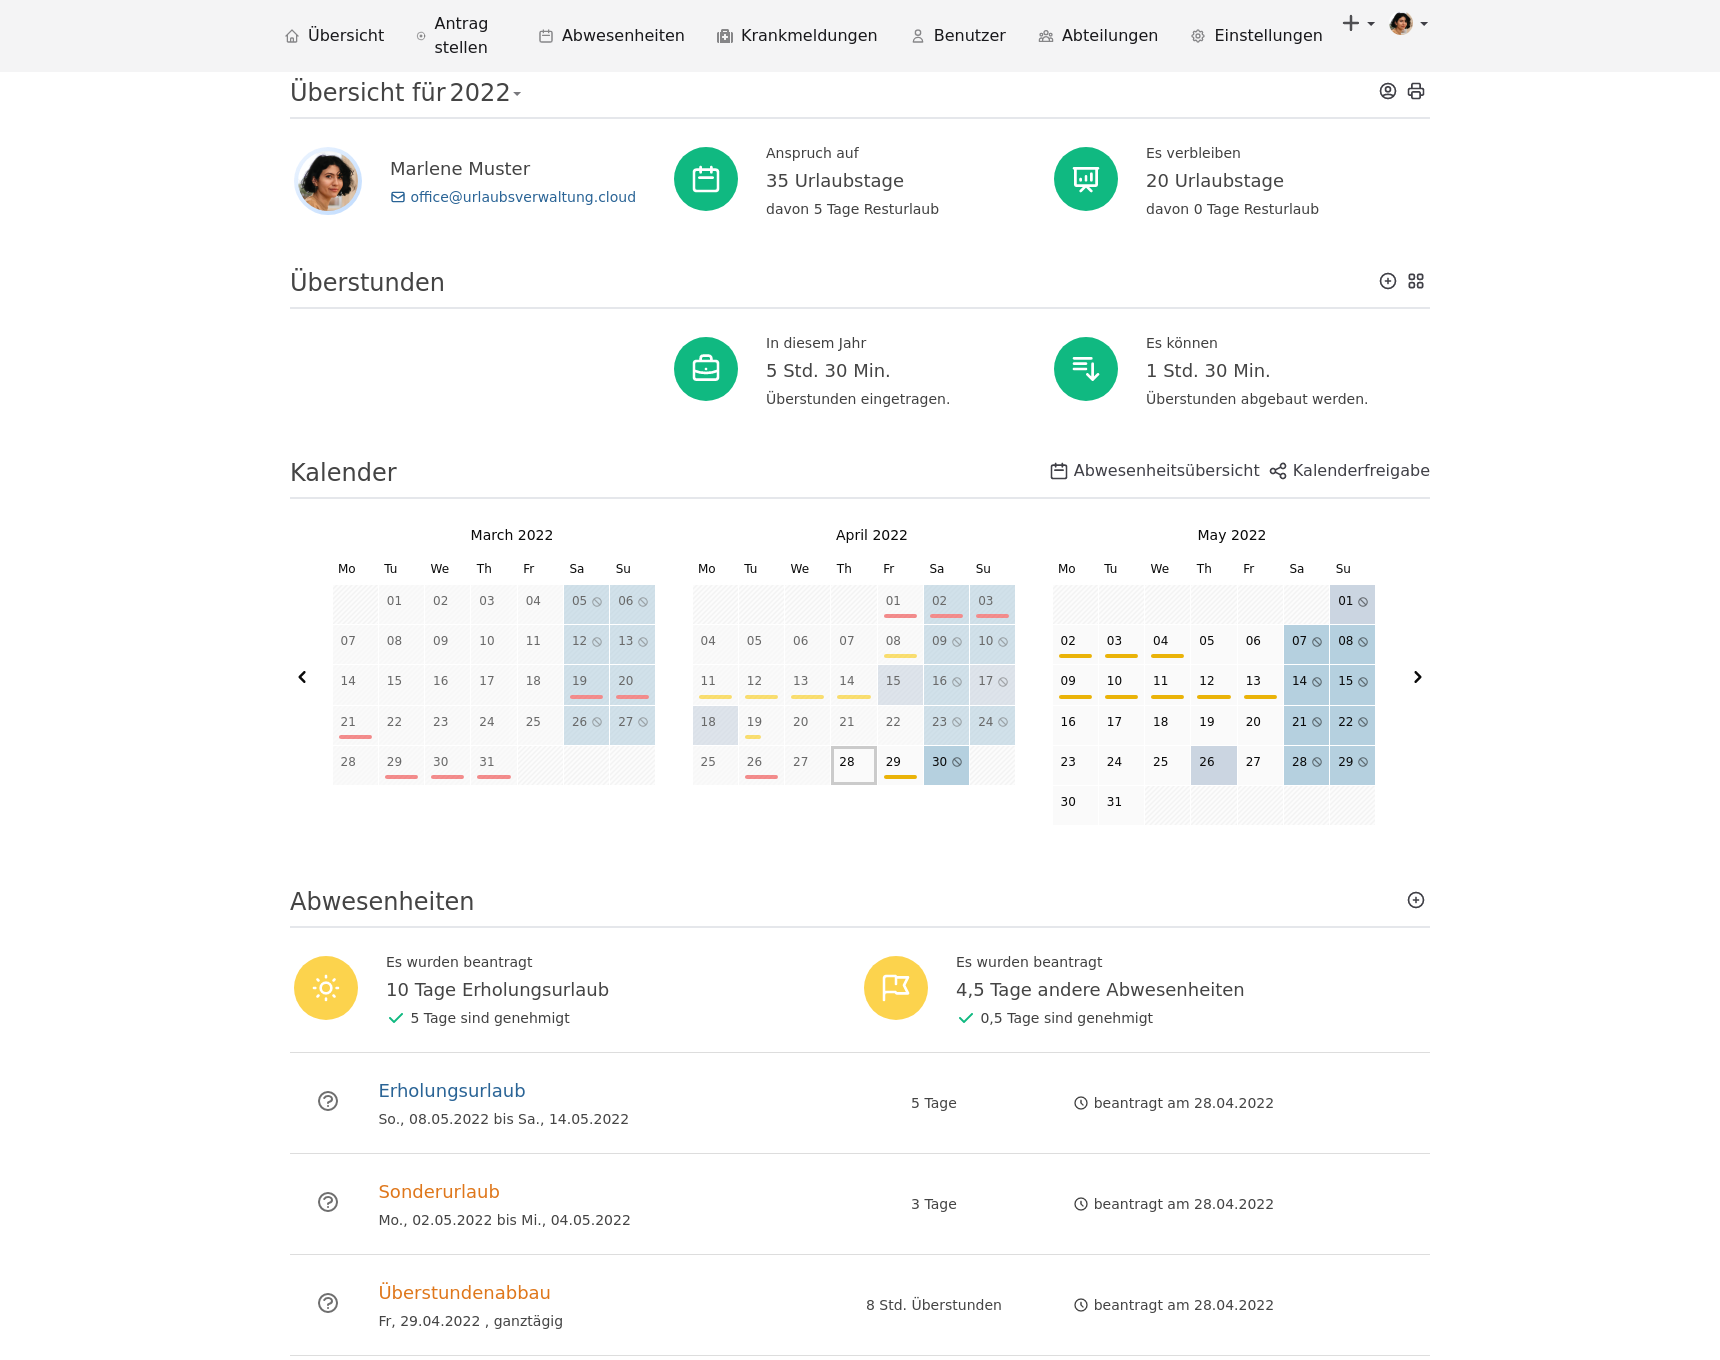 Übersicht
Antrag stellen
Abwesenheiten
Krankmeldungen
Benutzer
Abteilungen
Einstellungen
Übersicht für 2022
Marlene Muster
office@urlaubsverwaltung.cloud
Anspruch auf
35 Urlaubstage
davon 5 Tage Resturlaub
Es verbleiben
20 Urlaubstage
davon 0 Tage Resturlaub
Überstunden
In diesem Jahr
5 Std. 30 Min.
Überstunden eingetragen.
Es können
1 Std. 30 Min.
Überstunden abgebaut werden.
Kalender
Abwesenheitsübersicht
Kalenderfreigabe
March 2022
Mo Tu We Th Fr Sa Su
01 02 03 04 05 06
07 08 09 10 11 12 13
14 15 16 17 18 19 20
21 22 23 24 25 26 27
28 29 30 31
April 2022
Mo Tu We Th Fr Sa Su
01 02 03
04 05 06 07 08 09 10
11 12 13 14 15 16 17
18 19 20 21 22 23 24
25 26 27 28 29 30
May 2022
Mo Tu We Th Fr Sa Su
01
02 03 04 05 06 07 08
09 10 11 12 13 14 15
16 17 18 19 20 21 22
23 24 25 26 27 28 29
30 31
Abwesenheiten
Es wurden beantragt
10 Tage Erholungsurlaub
5 Tage sind genehmigt
Es wurden beantragt
4,5 Tage andere Abwesenheiten
0,5 Tage sind genehmigt
Erholungsurlaub
So., 08.05.2022 bis Sa., 14.05.2022
5 Tage
beantragt am 28.04.2022
Sonderurlaub
Mo., 02.05.2022 bis Mi., 04.05.2022
3 Tage
beantragt am 28.04.2022
Überstundenabbau
Fr, 29.04.2022 , ganztägig
8 Std. Überstunden
beantragt am 28.04.2022